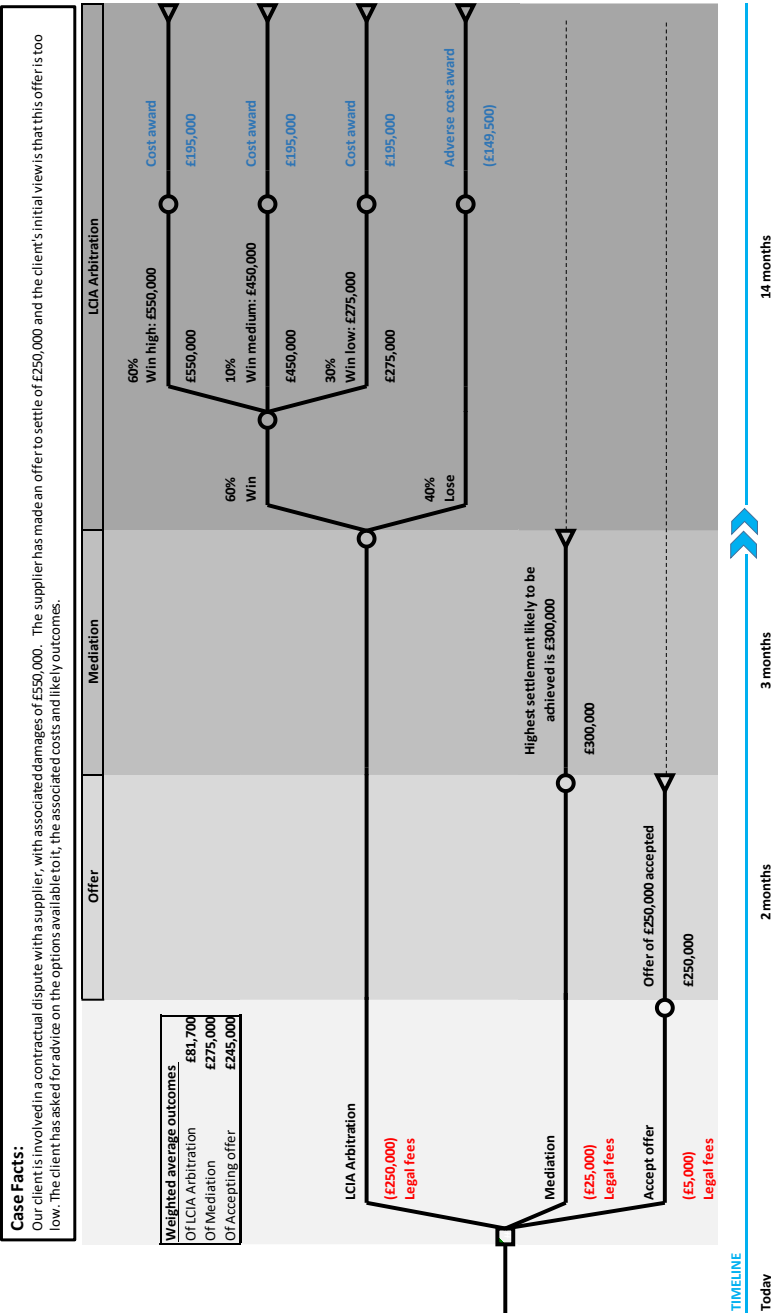 Case Facts:
Our client is involved in a contractual dispute with a supplier, with associated damages of £550,000. The supplier has made an offer to settle of £250,000 and the client's initial view is that this offer is too
low. The client has asked for advice on the options available to it, the associated costs and likely outcomes.
Offer
Mediation
LCIA Arbitration
Weighted average outcomes
Of LCIA Arbitration £81,700
Of Mediation £275,000
Of Accepting offer £245,000
60%
Win high: £550,000
£550,000
Cost award
£195,000
60%
Win
10%
Win medium: £450,000
£450,000
Cost award
£195,000
LCIA Arbitration
(£250,000)
Legal fees
30%
Win low: £275,000
£275,000
Cost award
£195,000
40%
Lose
Adverse cost award
(£149,500)
Mediation
(£25,000)
Legal fees
Highest settlement likely to be
achieved is £300,000
£300,000
Accept offer
(£5,000)
Legal fees
Offer of £250,000 accepted
£250,000
TIMELINE
Today
2 months
3 months
14 months